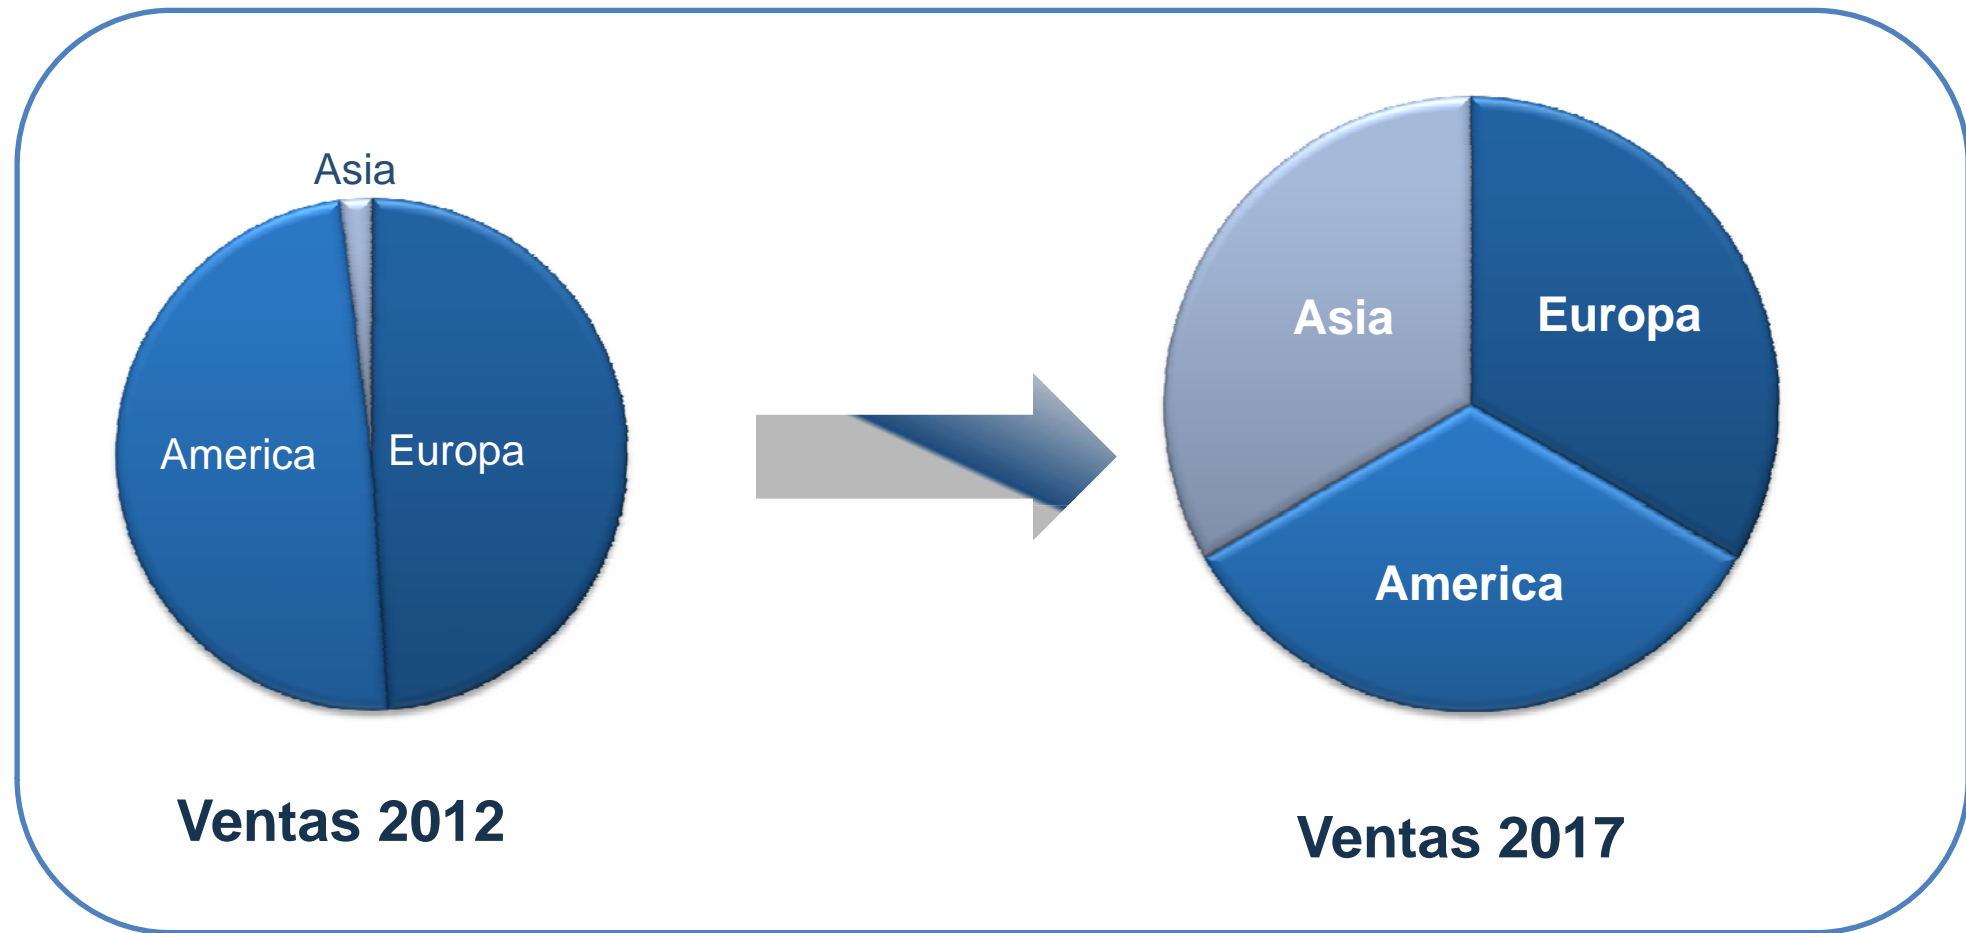 Asia
America
Europa
Ventas 2012
Asia
Europa
America
Ventas 2017